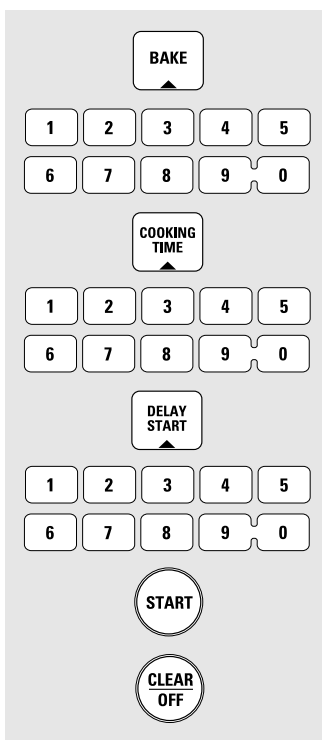 BAKE
1 2 3 4 5
6 7 8 9 0
COOKING
TIME
1 2 3 4 5
6 7 8 9 0
DELAY
START
1 2 3 4 5
6 7 8 9 0
START
CLEAR
OFF